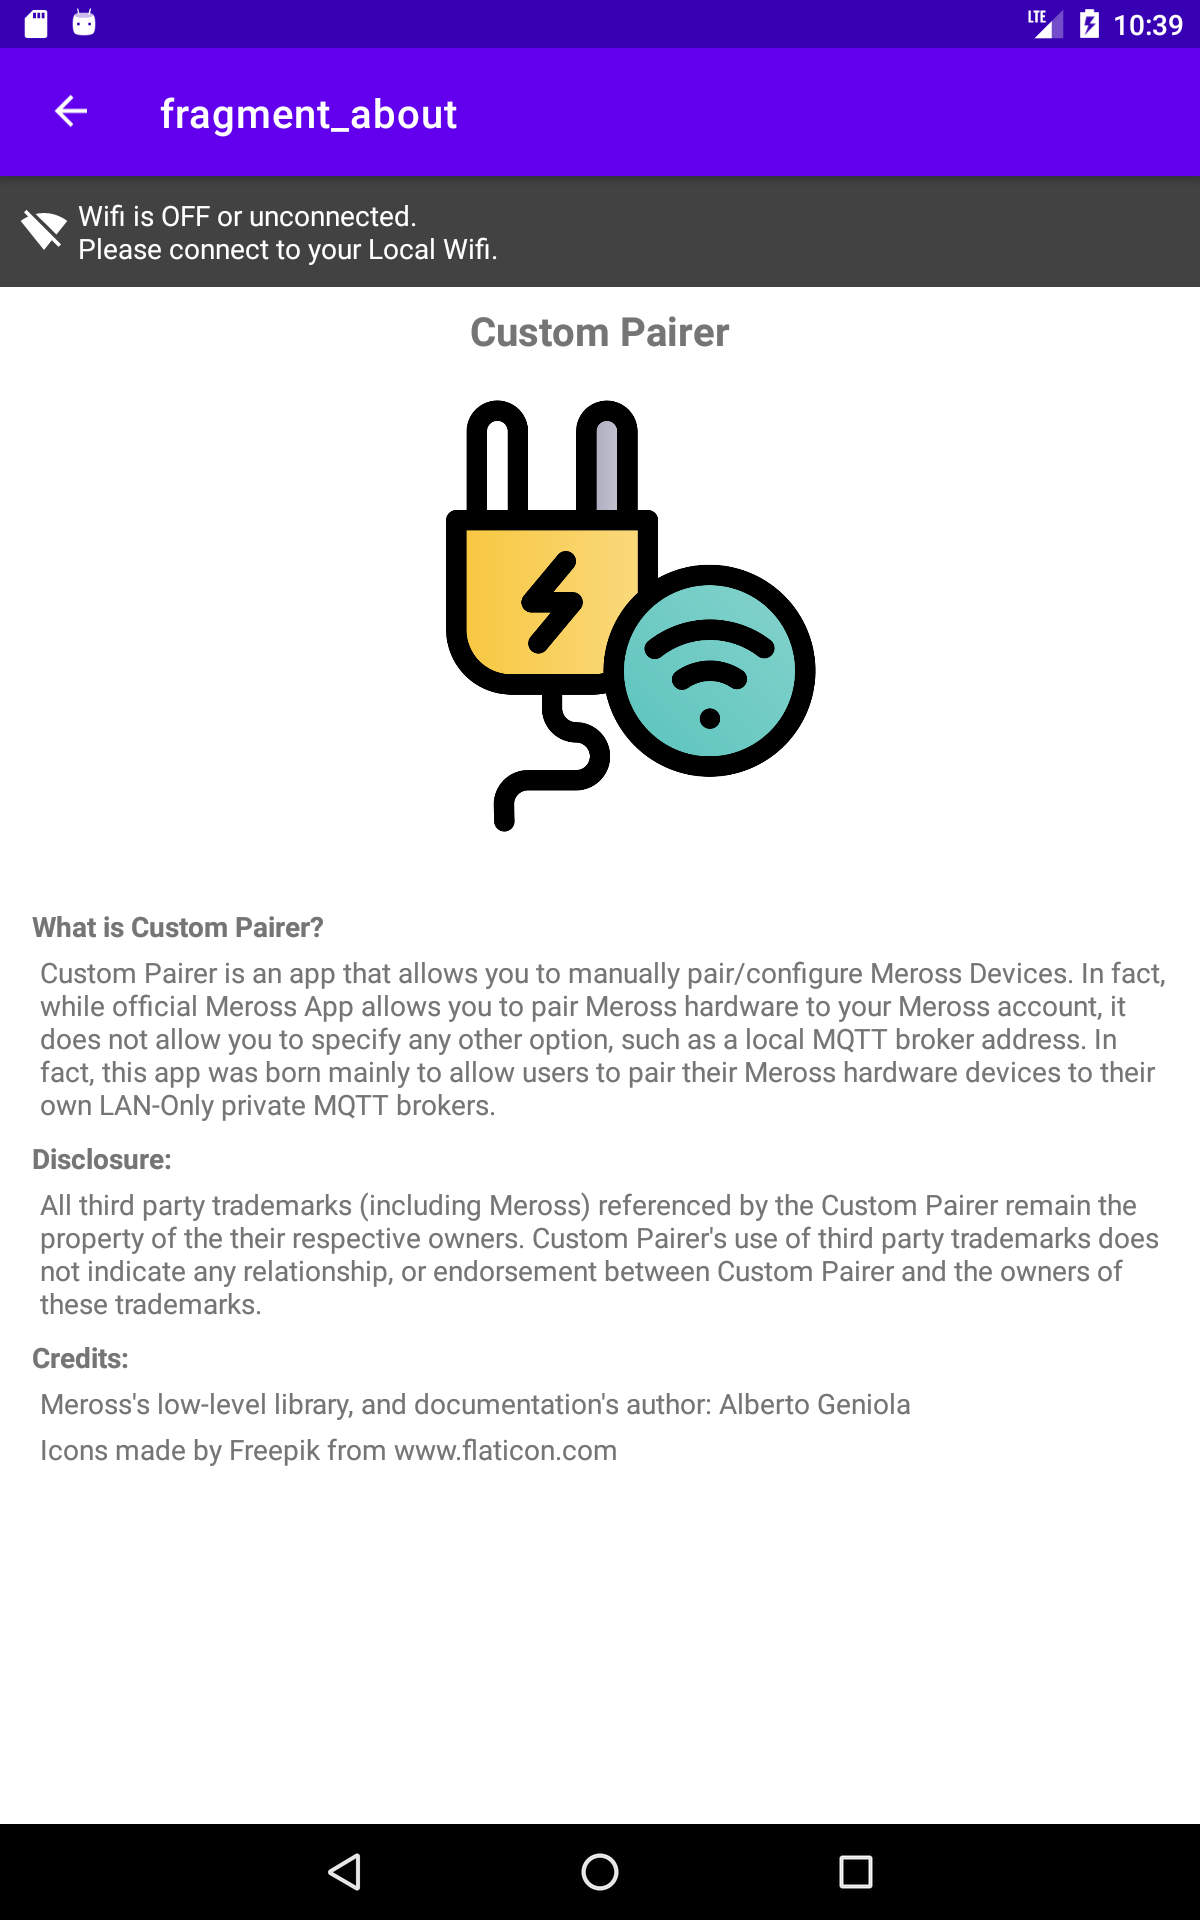 LTE 10:39
fragment_about
Wifi is OFF or unconnected.
Please connect to your Local Wifi.
Custom Pairer
What is Custom Pairer?
Custom Pairer is an app that allows you to manually pair/configure Meross Devices. In fact,
while official Meross App allows you to pair Meross hardware to your Meross account, it
does not allow you to specify any other option, such as a local MQTT broker address. In
fact, this app was born mainly to allow users to pair their Meross hardware devices to their
own LAN-Only private MQTT brokers.
Disclosure:
All third party trademarks (including Meross) referenced by the Custom Pairer remain the
property of the their respective owners. Custom Pairer's use of third party trademarks does
not indicate any relationship, or endorsement between Custom Pairer and the owners of
these trademarks.
Credits:
Meross's low-level library, and documentation's author: Alberto Geniola
Icons made by Freepik from www.flaticon.com